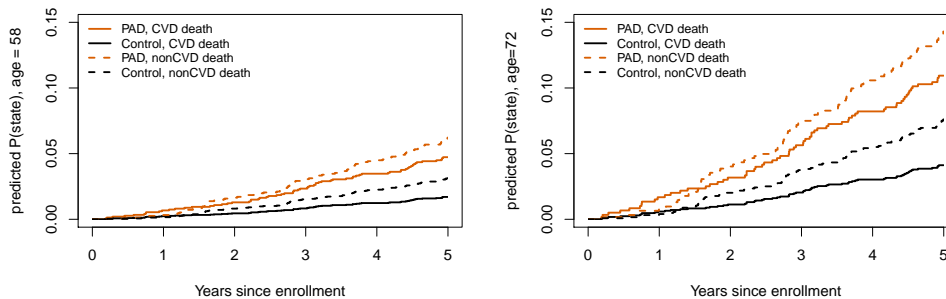 predicted P(state), age = 58
0.00 0.05 0.10 0.15
PAD, CVD death
Control, CVD death
PAD, nonCVD death
Control, nonCVD death
0 1 2 3 4 5
Years since enrollment
predicted P(state), age=72
0.00 0.05 0.10 0.15
PAD, CVD death
Control, CVD death
PAD, nonCVD death
Control, nonCVD death
0 1 2 3 4 5
Years since enrollment